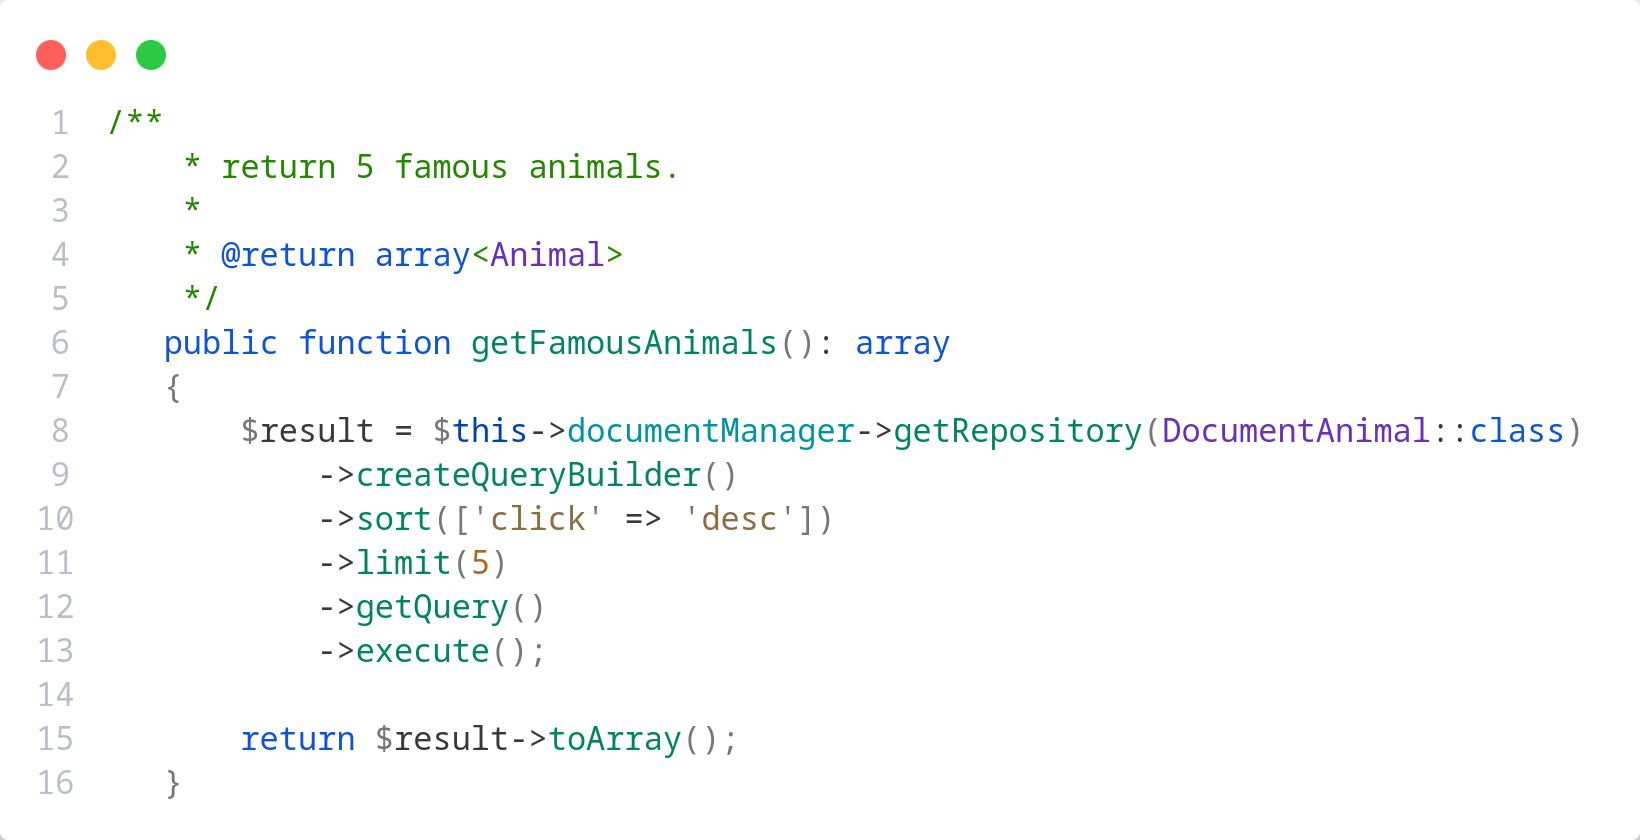 1 /**
2 * return 5 famous animals.
3 *
4 * @return array<Animal>
5 */
6 public function getFamousAnimals(): array
7 {
8 $result = $this->documentManager->getRepository(DocumentAnimal::class)
9 ->createQueryBuilder()
10 ->sort(['click' => 'desc'])
11 ->limit(5)
12 ->getQuery()
13 ->execute();
14
15 return $result->toArray();
16 }